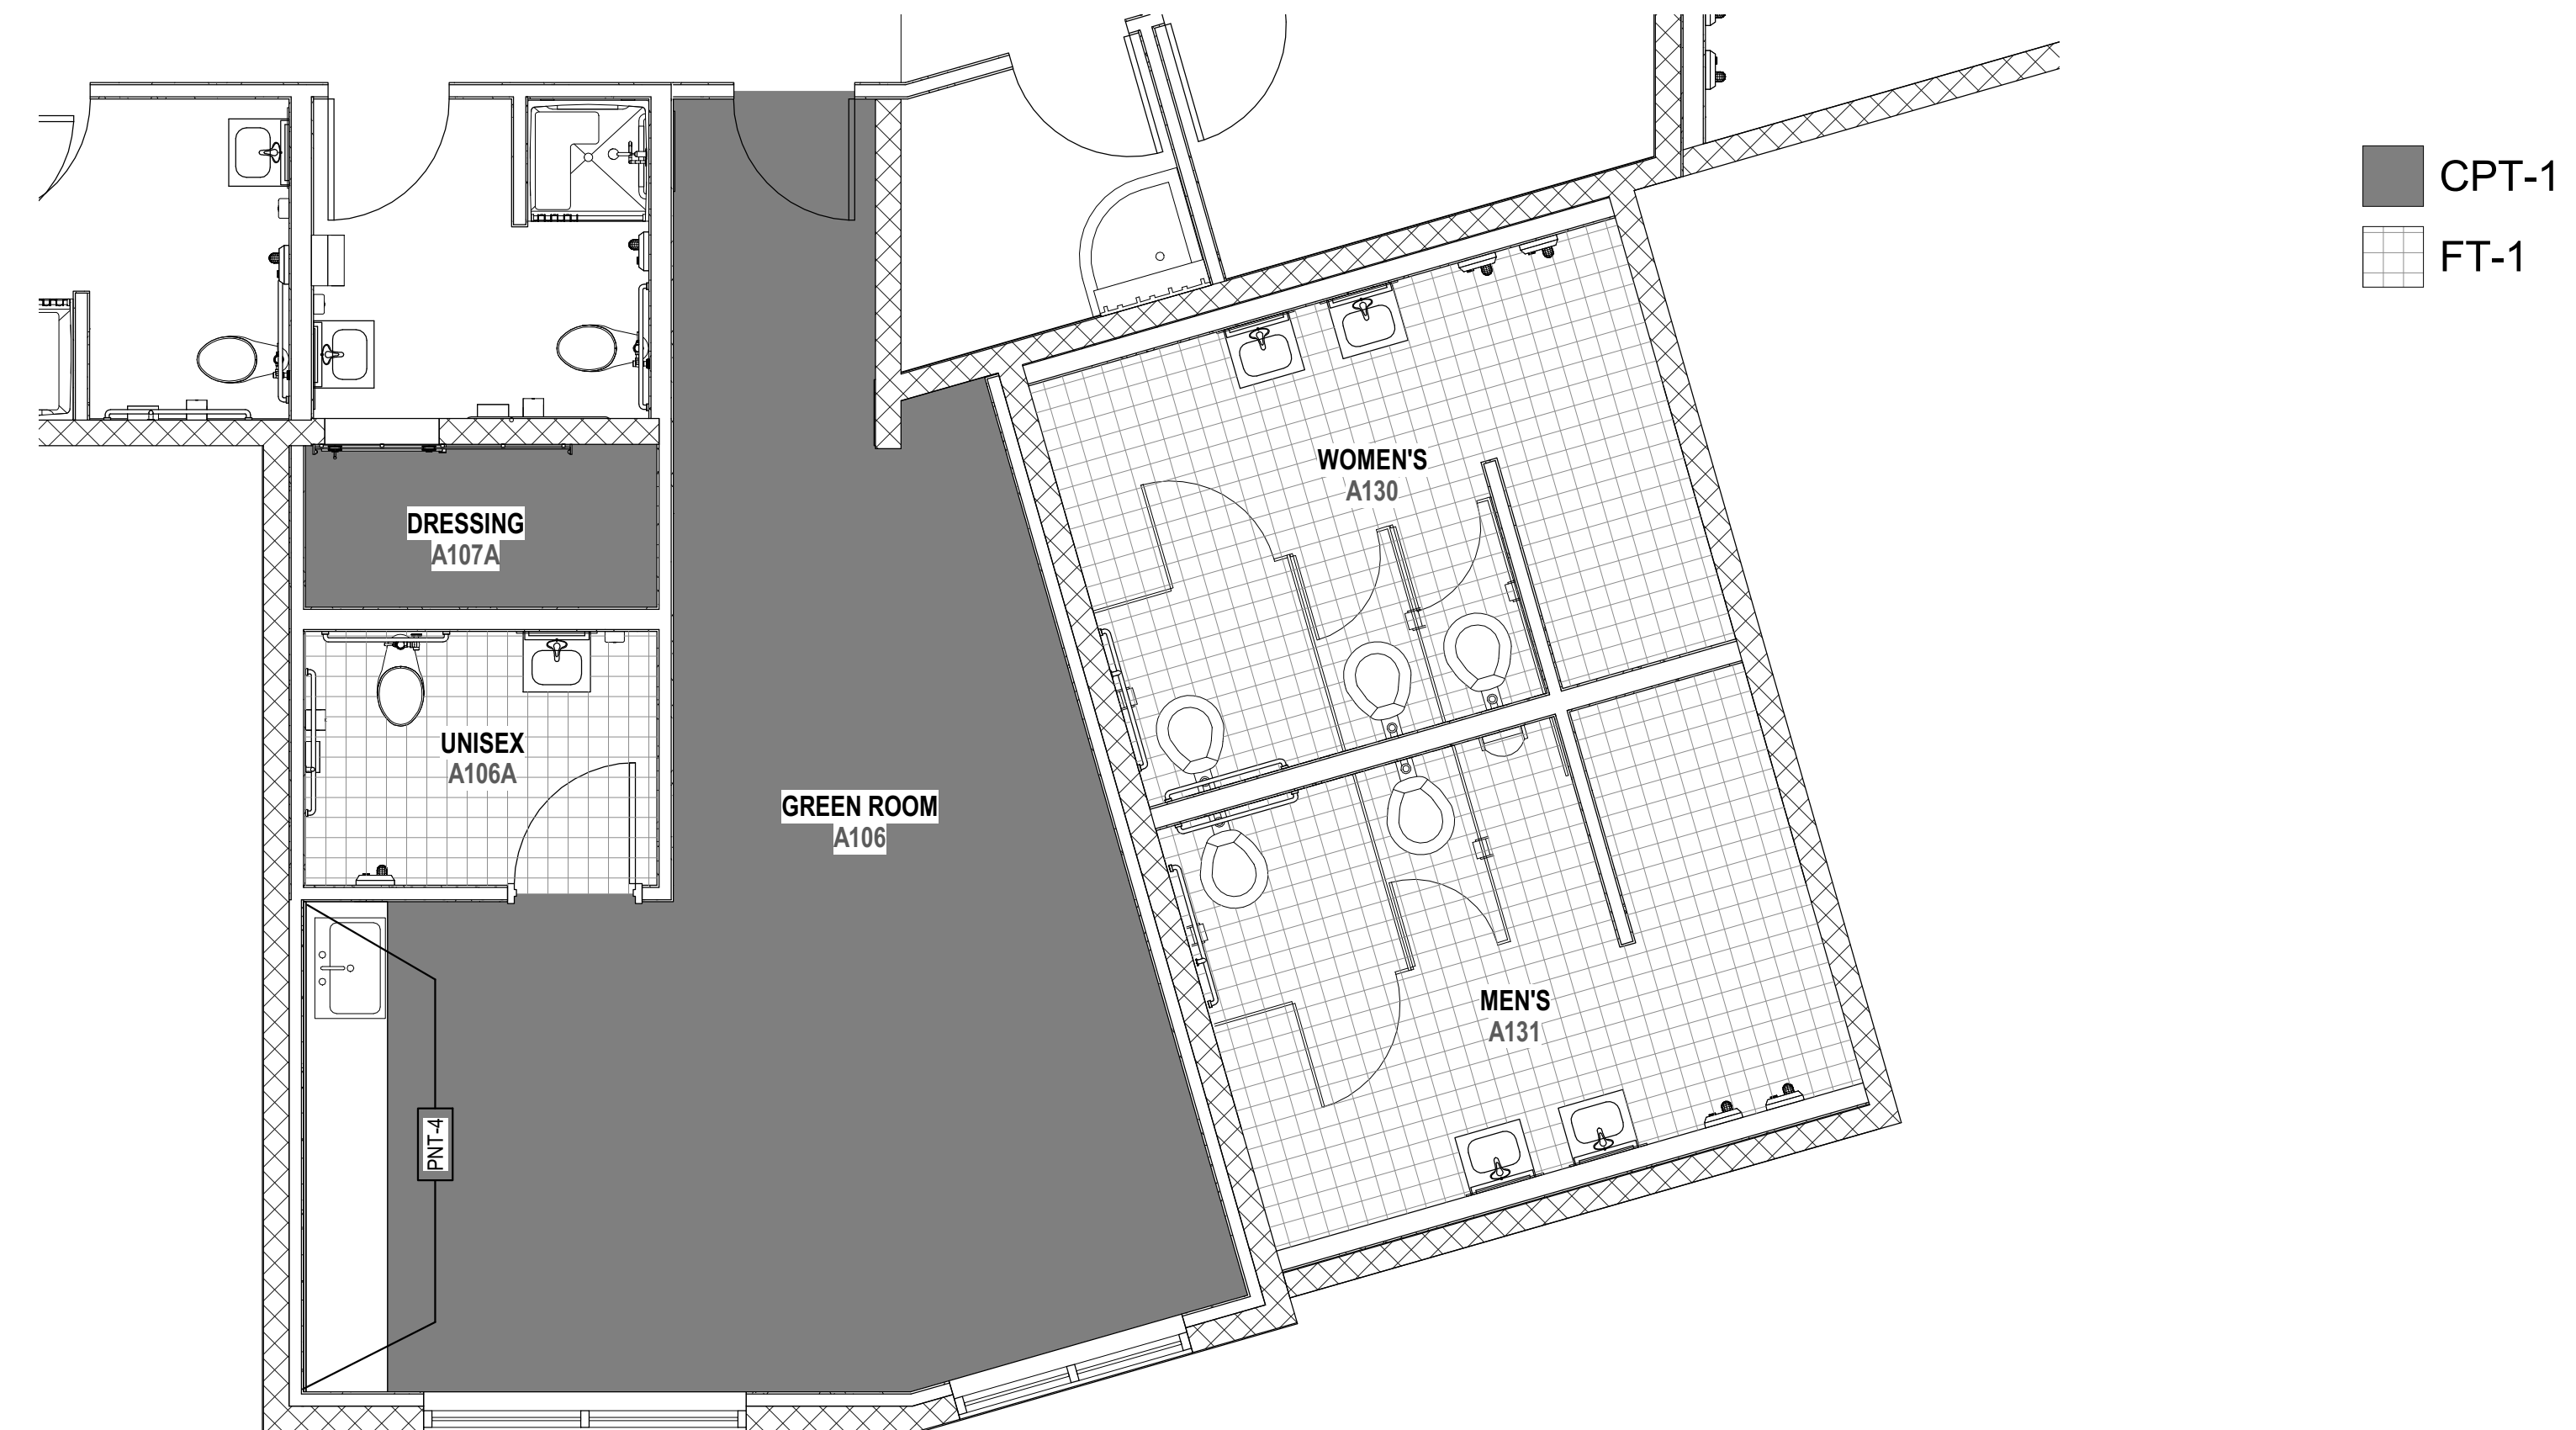 CPT-1
FT-1
WOMEN'S
A130
DRESSING
A107A
UNISEX
A106A
GREEN ROOM
A106
MEN'S
A131
PNT-4